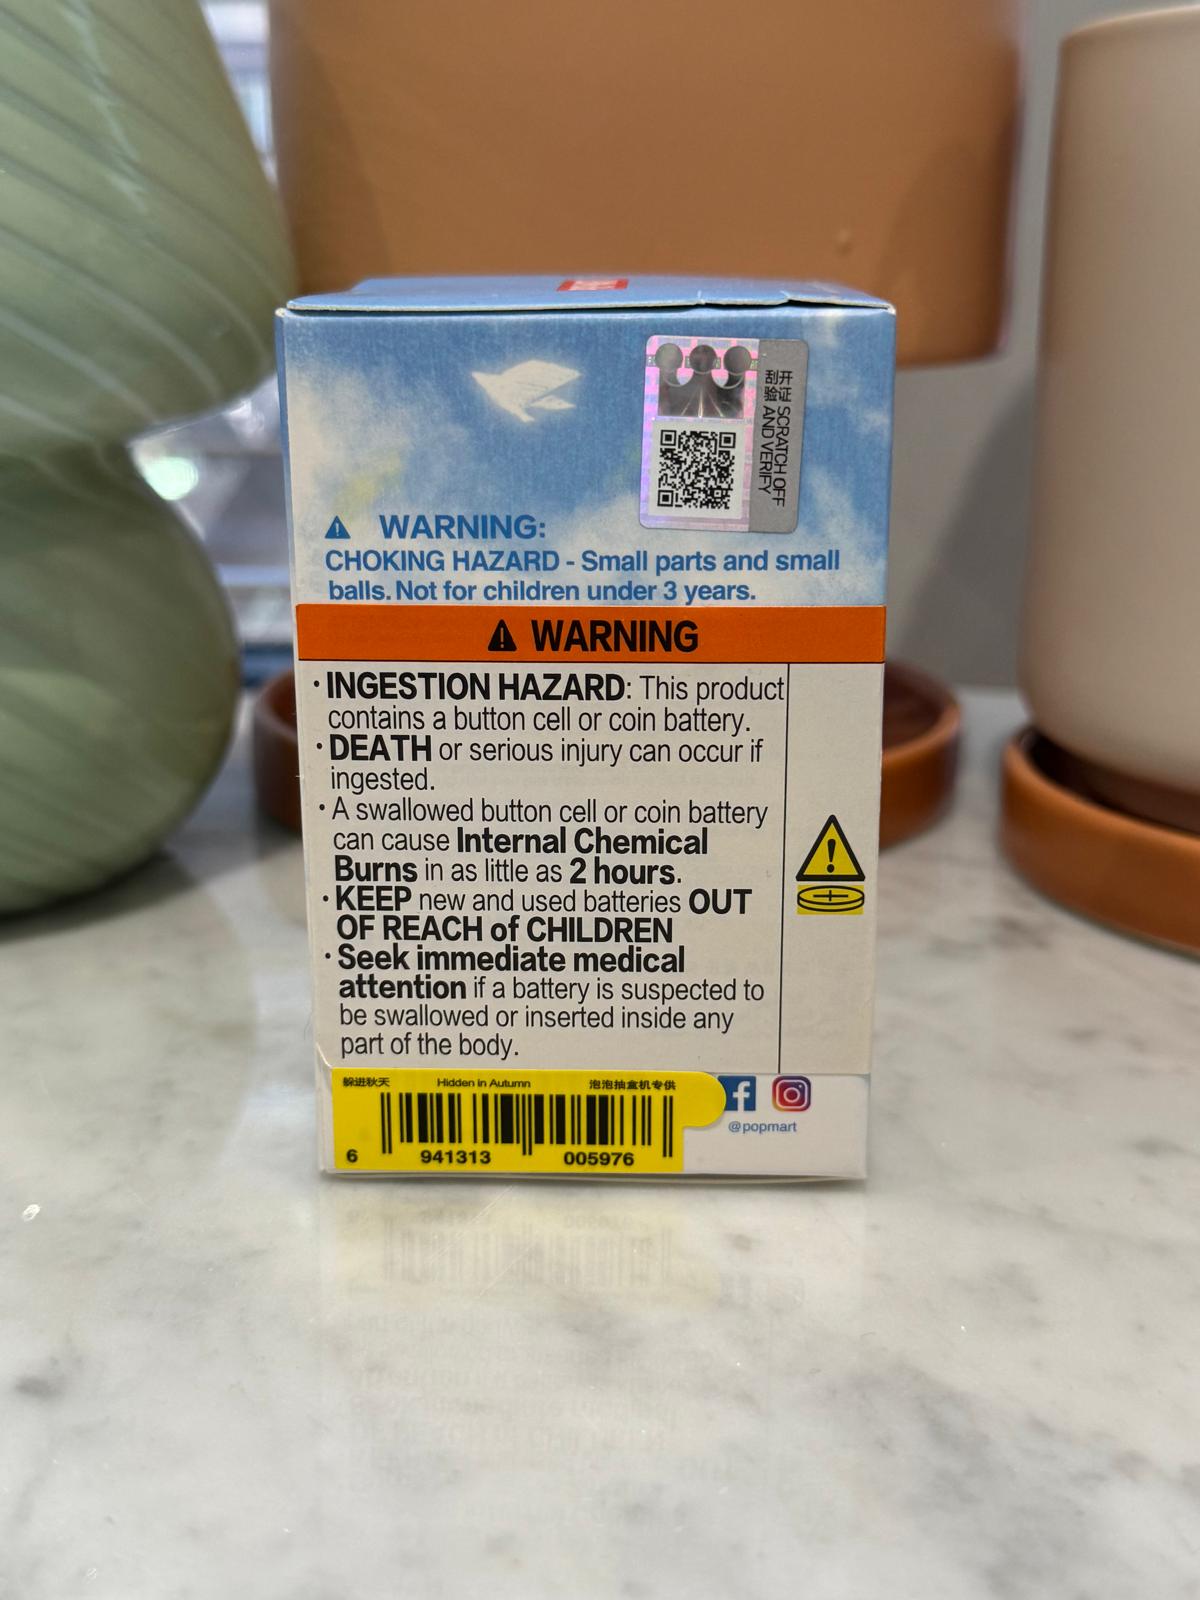 刮开 SCRATCH OFF
AND VERIFY
WARNING:
CHOKING HAZARD - Small parts and small
balls. Not for children under 3 years.
WARNING
· INGESTION HAZARD: This product
contains a button cell or coin battery.
· DEATH or serious injury can occur if
ingested.
· A swallowed button cell or coin battery
can cause Internal Chemical
Burns in as little as 2 hours.
· KEEP new and used batteries OUT
OF REACH of CHILDREN
· Seek immediate medical
attention if a battery is suspected to
be swallowed or inserted inside any
part of the body.
躲进秋天 Hidden in Autumn 泡泡抽盒机专供
6 941313 005976
@popmart